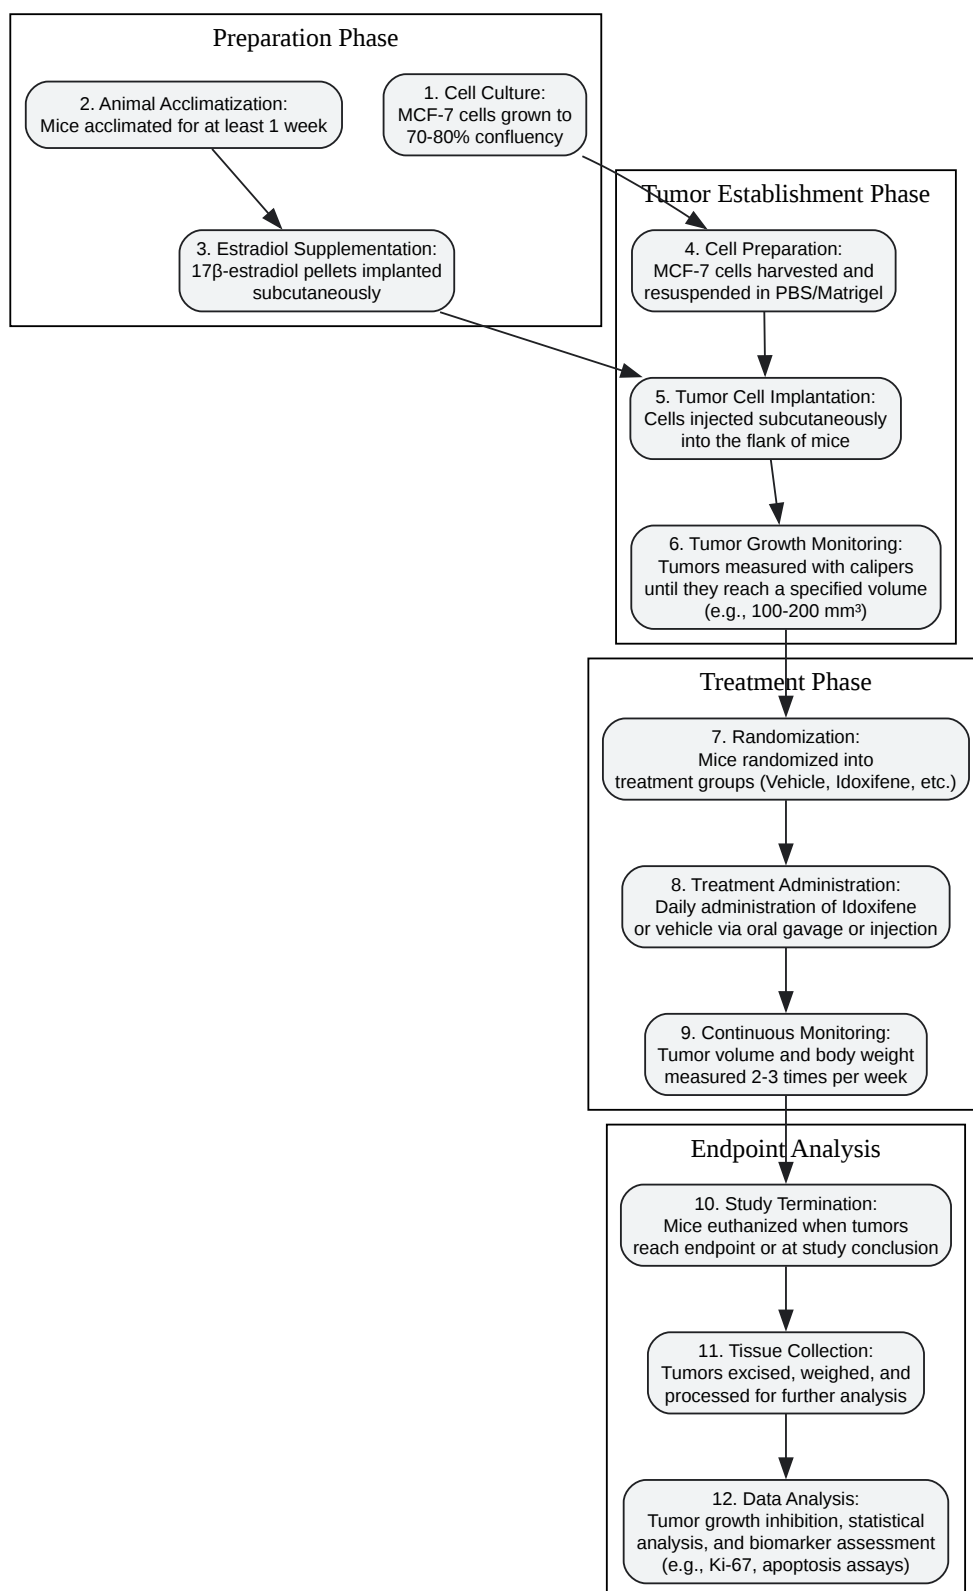 Preparation Phase
2. Animal Acclimatization:
Mice acclimated for at least 1 week
1. Cell Culture:
MCF-7 cells grown to
70-80% confluency
3. Estradiol Supplementation:
17β-estradiol pellets implanted
subcutaneously
Tumor Establishment Phase
4. Cell Preparation:
MCF-7 cells harvested and
resuspended in PBS/Matrigel
5. Tumor Cell Implantation:
Cells injected subcutaneously
into the flank of mice
6. Tumor Growth Monitoring:
Tumors measured with calipers
until they reach a specified volume
(e.g., 100-200 mm³)
Treatment Phase
7. Randomization:
Mice randomized into
treatment groups (Vehicle, Idoxifene, etc.)
8. Treatment Administration:
Daily administration of Idoxifene
or vehicle via oral gavage or injection
9. Continuous Monitoring:
Tumor volume and body weight
measured 2-3 times per week
Endpoint Analysis
10. Study Termination:
Mice euthanized when tumors
reach endpoint or at study conclusion
11. Tissue Collection:
Tumors excised, weighed, and
processed for further analysis
12. Data Analysis:
Tumor growth inhibition, statistical
analysis, and biomarker assessment
(e.g., Ki-67, apoptosis assays)